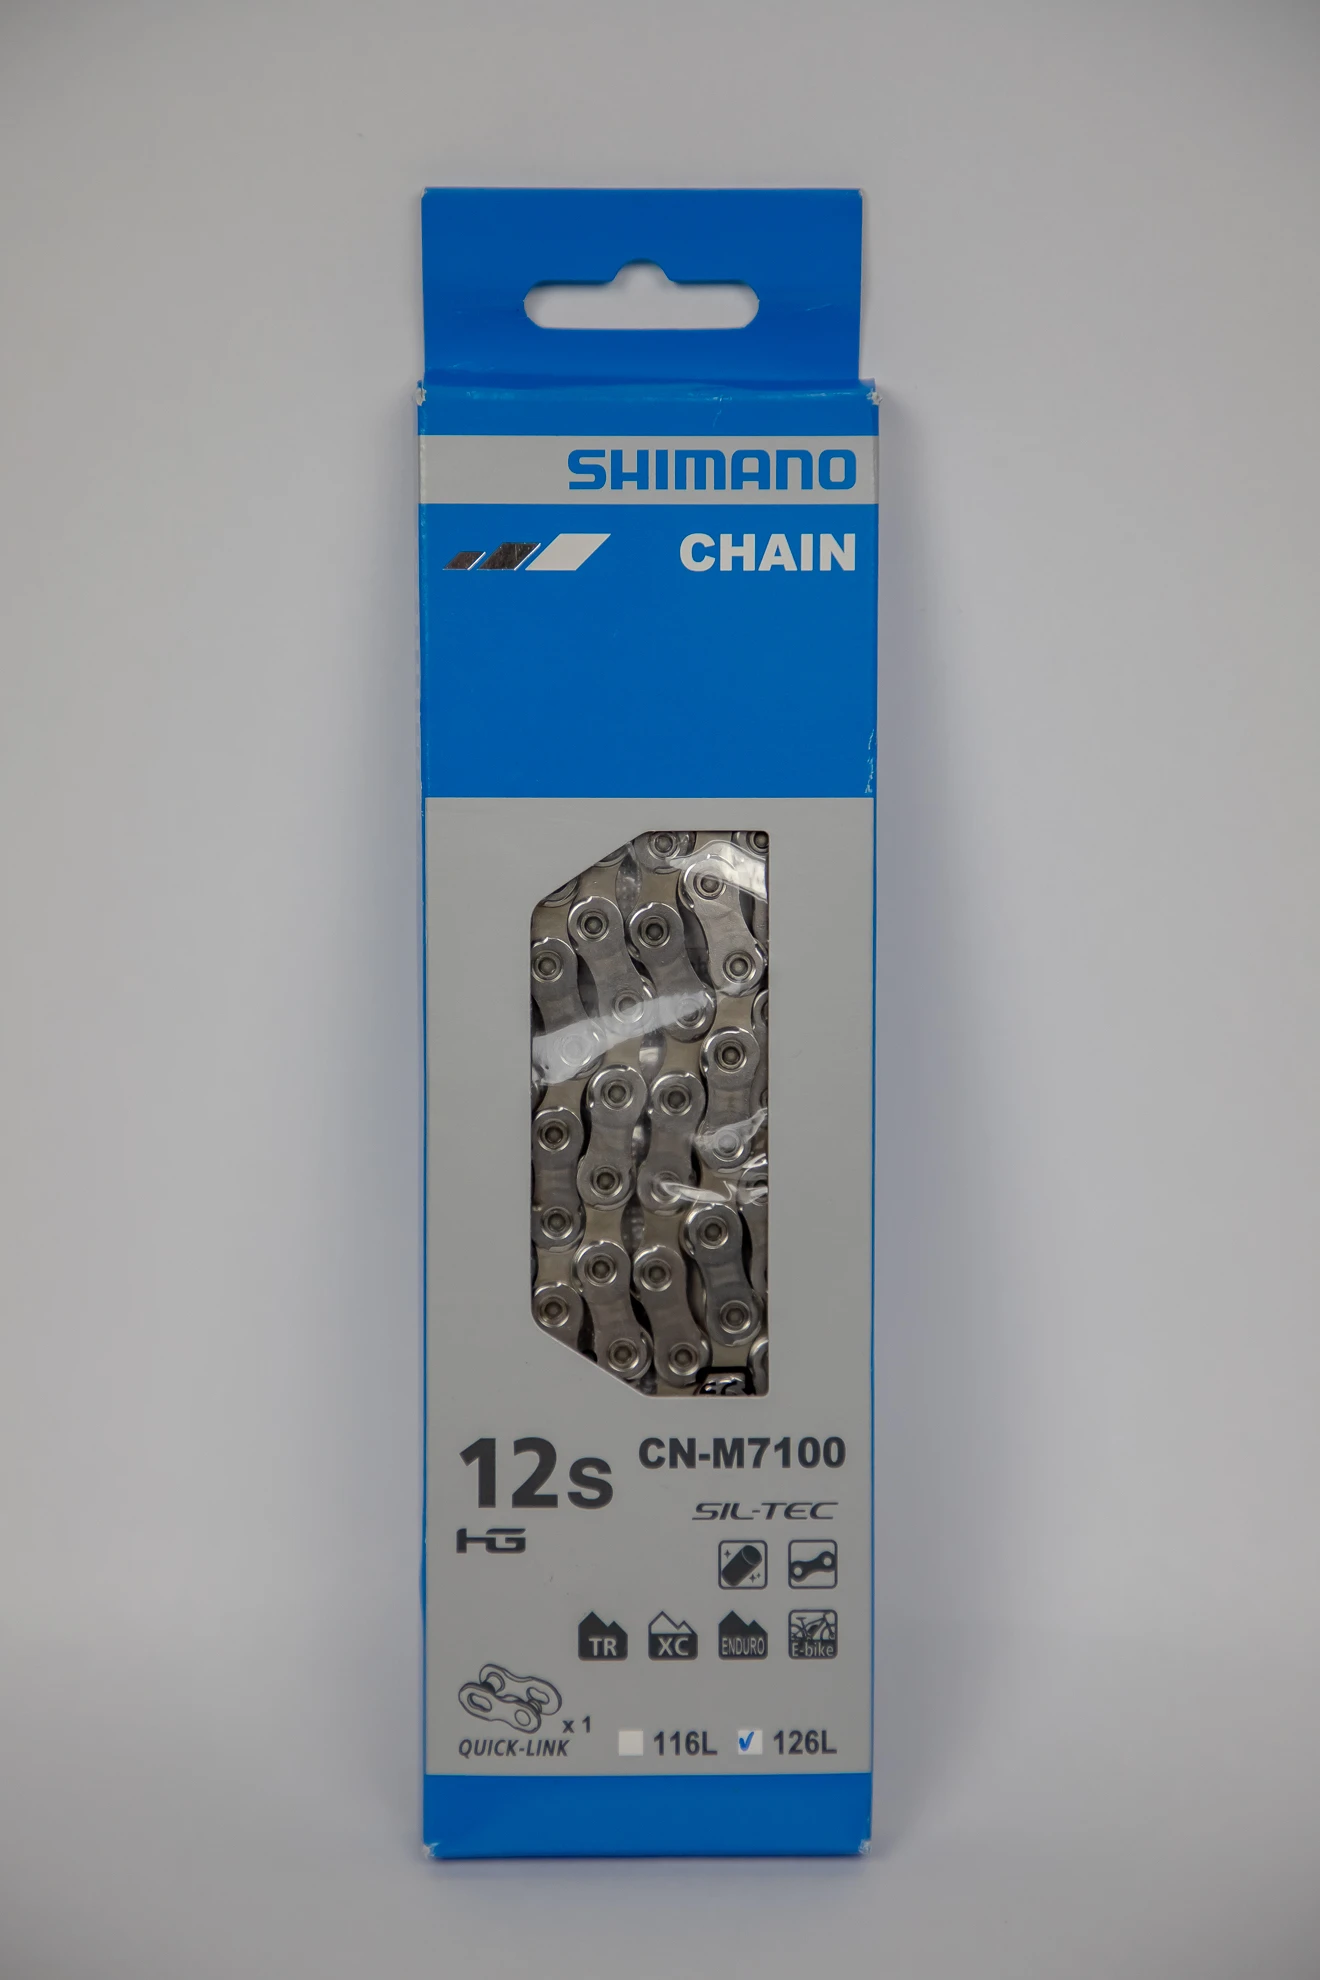 SHIMANO
CHAIN
12s CN-M7100
SIL-TEC
HG
TR XC ENDURO E-bike
x 1
QUICK-LINK 116L 126L